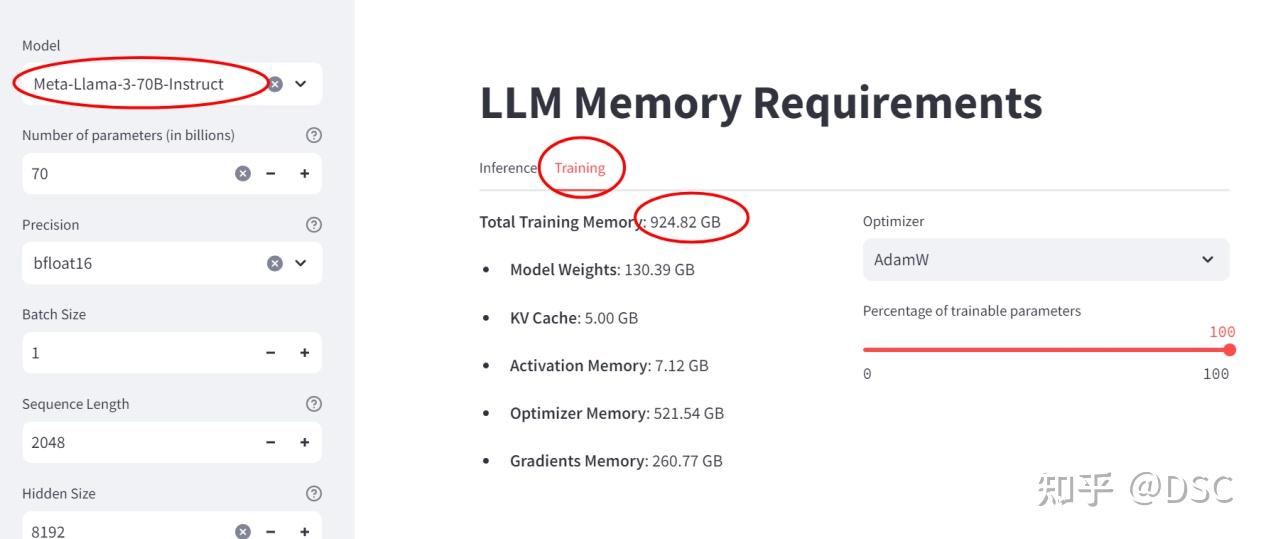 Model
Meta-Llama-3-70B-Instruct
Number of parameters (in billions)
70
Precision
bfloat16
Batch Size
1
Sequence Length
2048
Hidden Size
8192
LLM Memory Requirements
Inference Training
Total Training Memory: 924.82 GB
• Model Weights: 130.39 GB
• KV Cache: 5.00 GB
• Activation Memory: 7.12 GB
• Optimizer Memory: 521.54 GB
• Gradients Memory: 260.77 GB
Optimizer
AdamW
Percentage of trainable parameters
100
0 100
知乎 @DSC